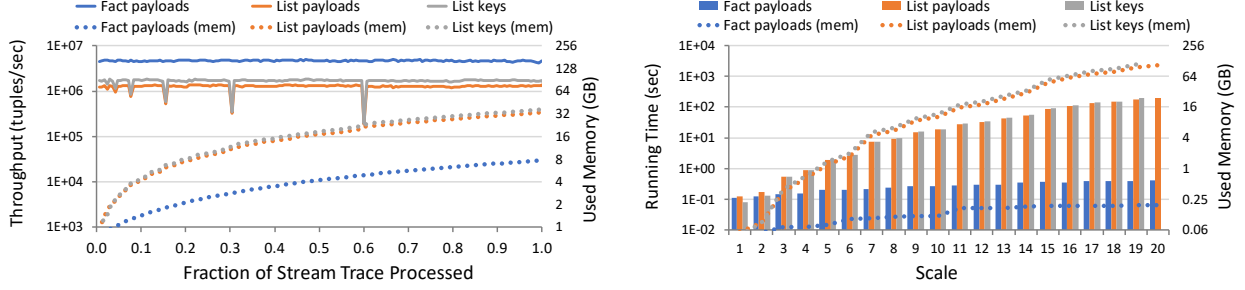 Fact payloads List payloads List keys
Fact payloads (mem) List payloads (mem) List keys (mem)
Throughput (tuples/sec)
1E+07
1E+06
1E+05
1E+04
1E+03
256
128
64
32
16
8
4
2
1
Used Memory (GB)
0.0 0.1 0.2 0.3 0.4 0.5 0.6 0.7 0.8 0.9 1.0
Fraction of Stream Trace Processed
Fact payloads List payloads List keys
Fact payloads (mem) List payloads (mem) List keys (mem)
Running Time (sec)
1E+04
1E+03
1E+02
1E+01
1E+00
1E-01
1E-02
256
64
16
4
1
0.25
0.06
Used Memory (GB)
1 2 3 4 5 6 7 8 9 10 11 12 13 14 15 16 17 18 19 20
Scale